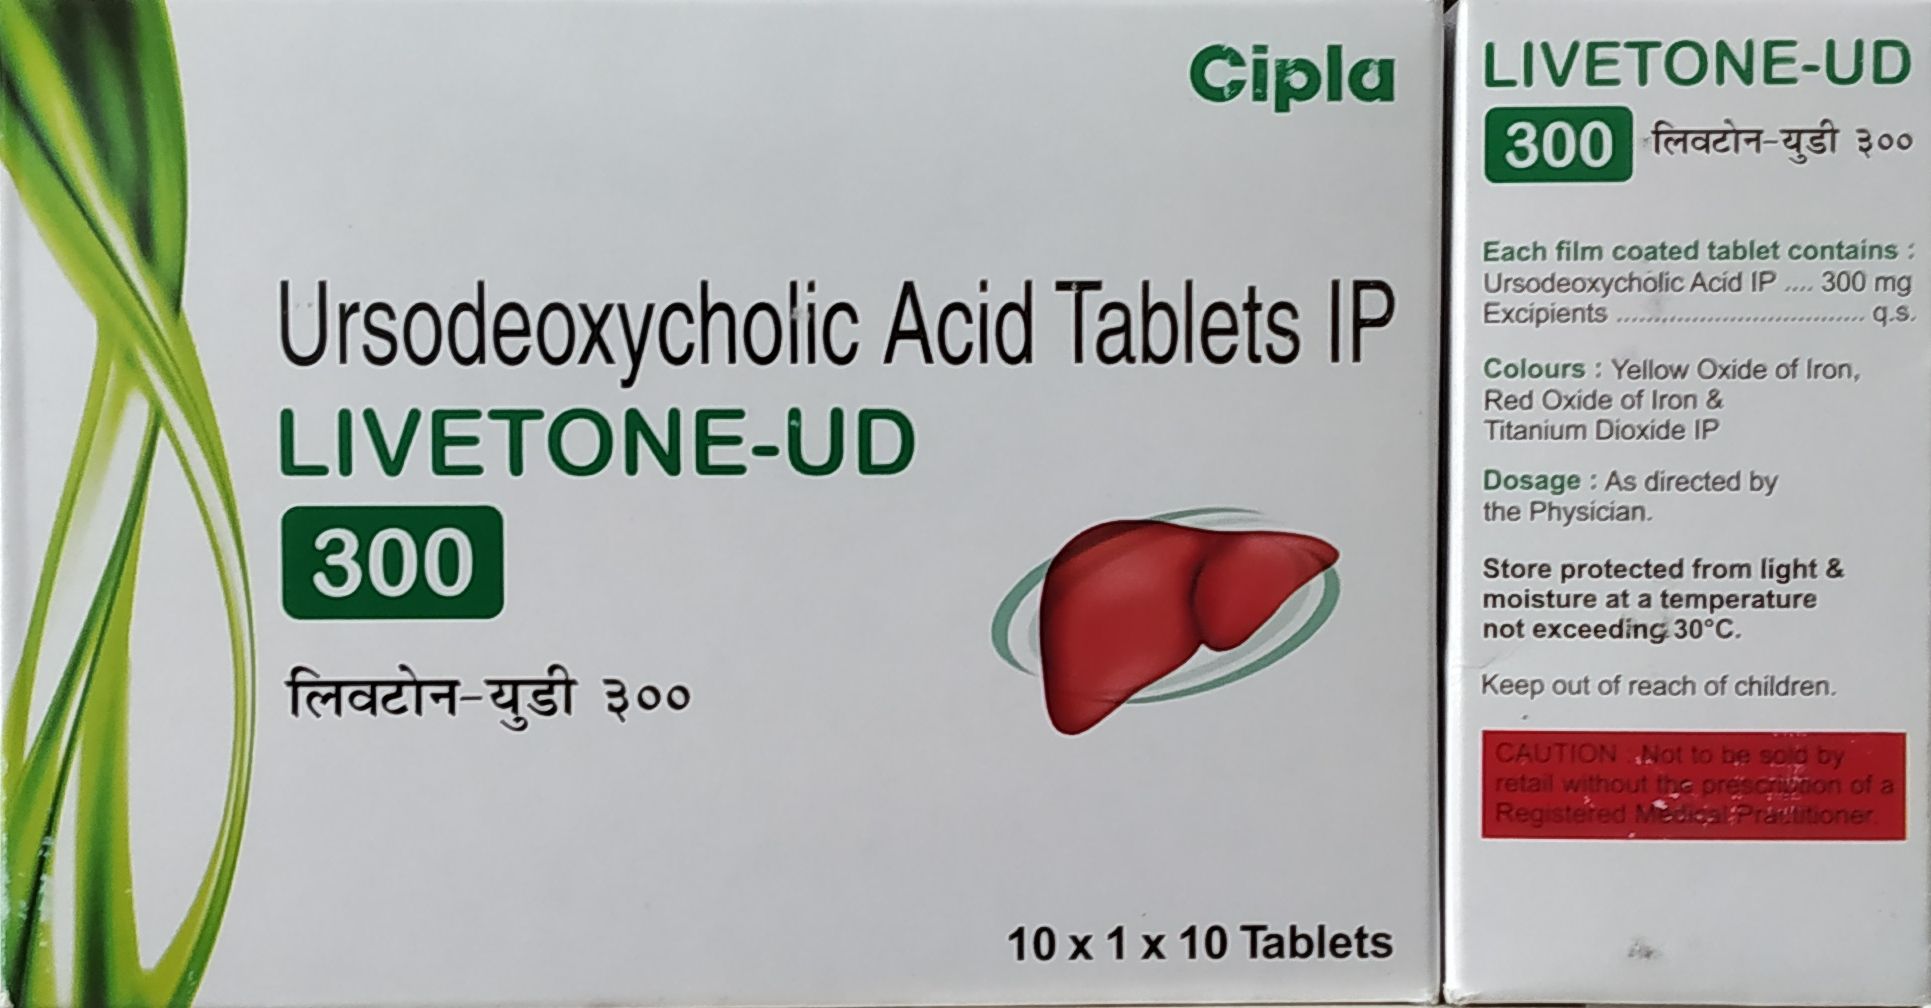 Cipla
Ursodeoxycholic Acid Tablets IP
LIVETONE-UD
300
लिवटोन-युडी ३००
10 x 1 x 10 Tablets
LIVETONE-UD
300 लिवटोन-युडी ३००
Each film coated tablet contains :
Ursodeoxycholic Acid IP .... 300 mg
Excipients ................................. q.s.
Colours : Yellow Oxide of Iron,
Red Oxide of Iron &
Titanium Dioxide IP
Dosage : As directed by
the Physician.
Store protected from light &
moisture at a temperature
not exceeding 30°C.
Keep out of reach of children.
CAUTION : Not to be sold by
retail without the prescription of a
Registered Medical Practitioner.